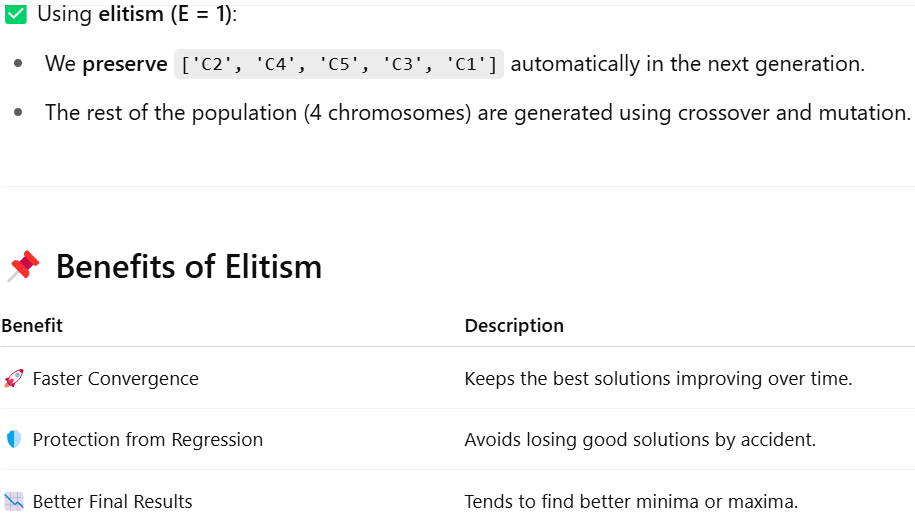 ✅ Using elitism (E = 1):
• We preserve ['C2', 'C4', 'C5', 'C3', 'C1'] automatically in the next generation.
• The rest of the population (4 chromosomes) are generated using crossover and mutation.
📌 Benefits of Elitism
Benefit Description
🚀 Faster Convergence Keeps the best solutions improving over time.
🛡️ Protection from Regression Avoids losing good solutions by accident.
📉 Better Final Results Tends to find better minima or maxima.